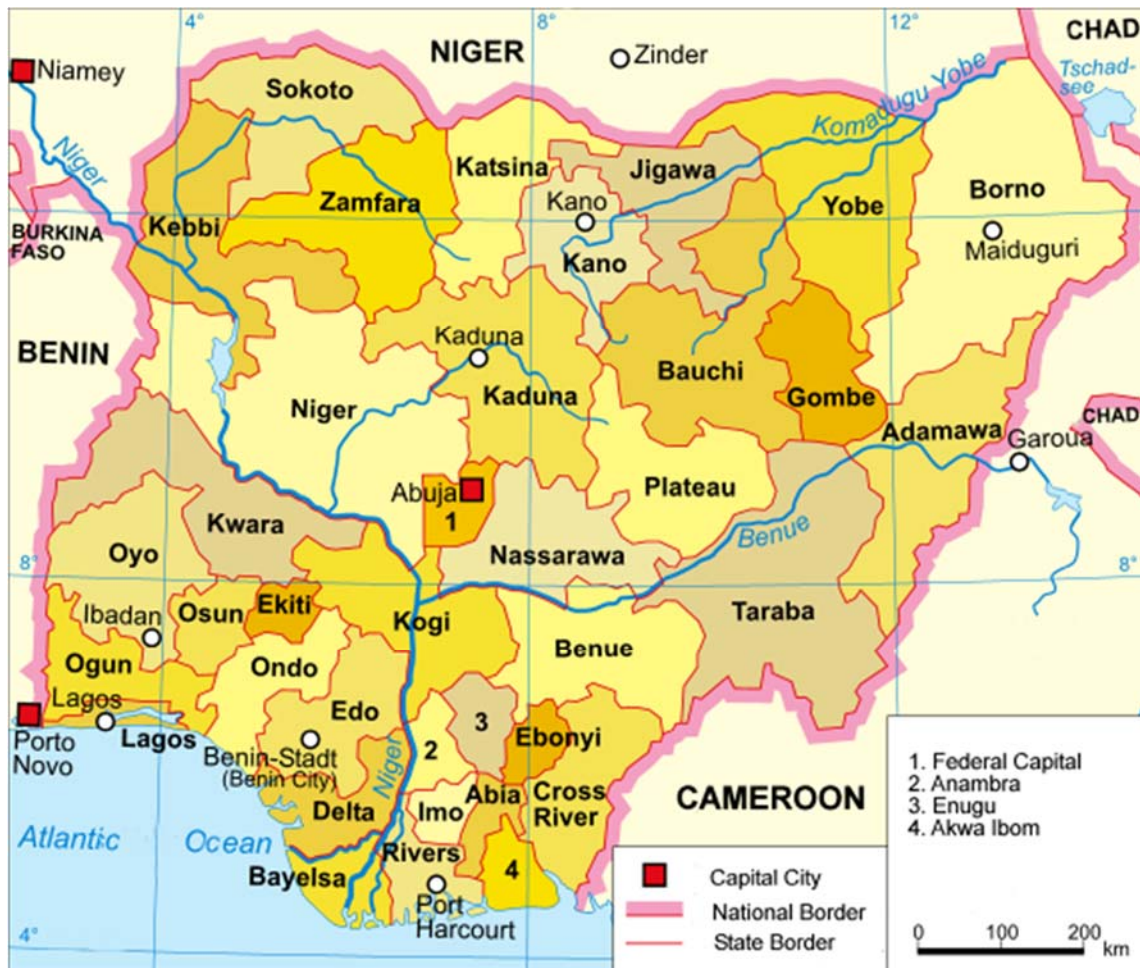 4°
8°
12°
CHAD
NIGER
Zinder
Niamey
Tschad-
see
Komadugu Yobe
Sokoto
Niger
Katsina
Jigawa
Zamfara
Kano
Yobe
Borno
Kebbi
BURKINA
FASO
Maiduguri
Kano
Kaduna
BENIN
Bauchi
Niger
Kaduna
Gombe
CHAD
Adamawa
Garoua
Abuja
Plateau
1
Kwara
Benue
Nassarawa
Oyo
8°
8°
Ekiti
Ibadan
Osun
Kogi
Taraba
Benue
Ogun
Ondo
Lagos
Edo
3
Ebonyi
Porto
Novo
Lagos
2
Benin-Stadt
(Benin City)
Niger
Abia
Cross
River
CAMEROON
Delta
Imo
Atlantic Ocean
Rivers
Bayelsa
4
Port
Harcourt
4°
1. Federal Capital
2. Anambra
3. Enugu
4. Akwa Ibom
Capital City
National Border
State Border
0 100 200 km